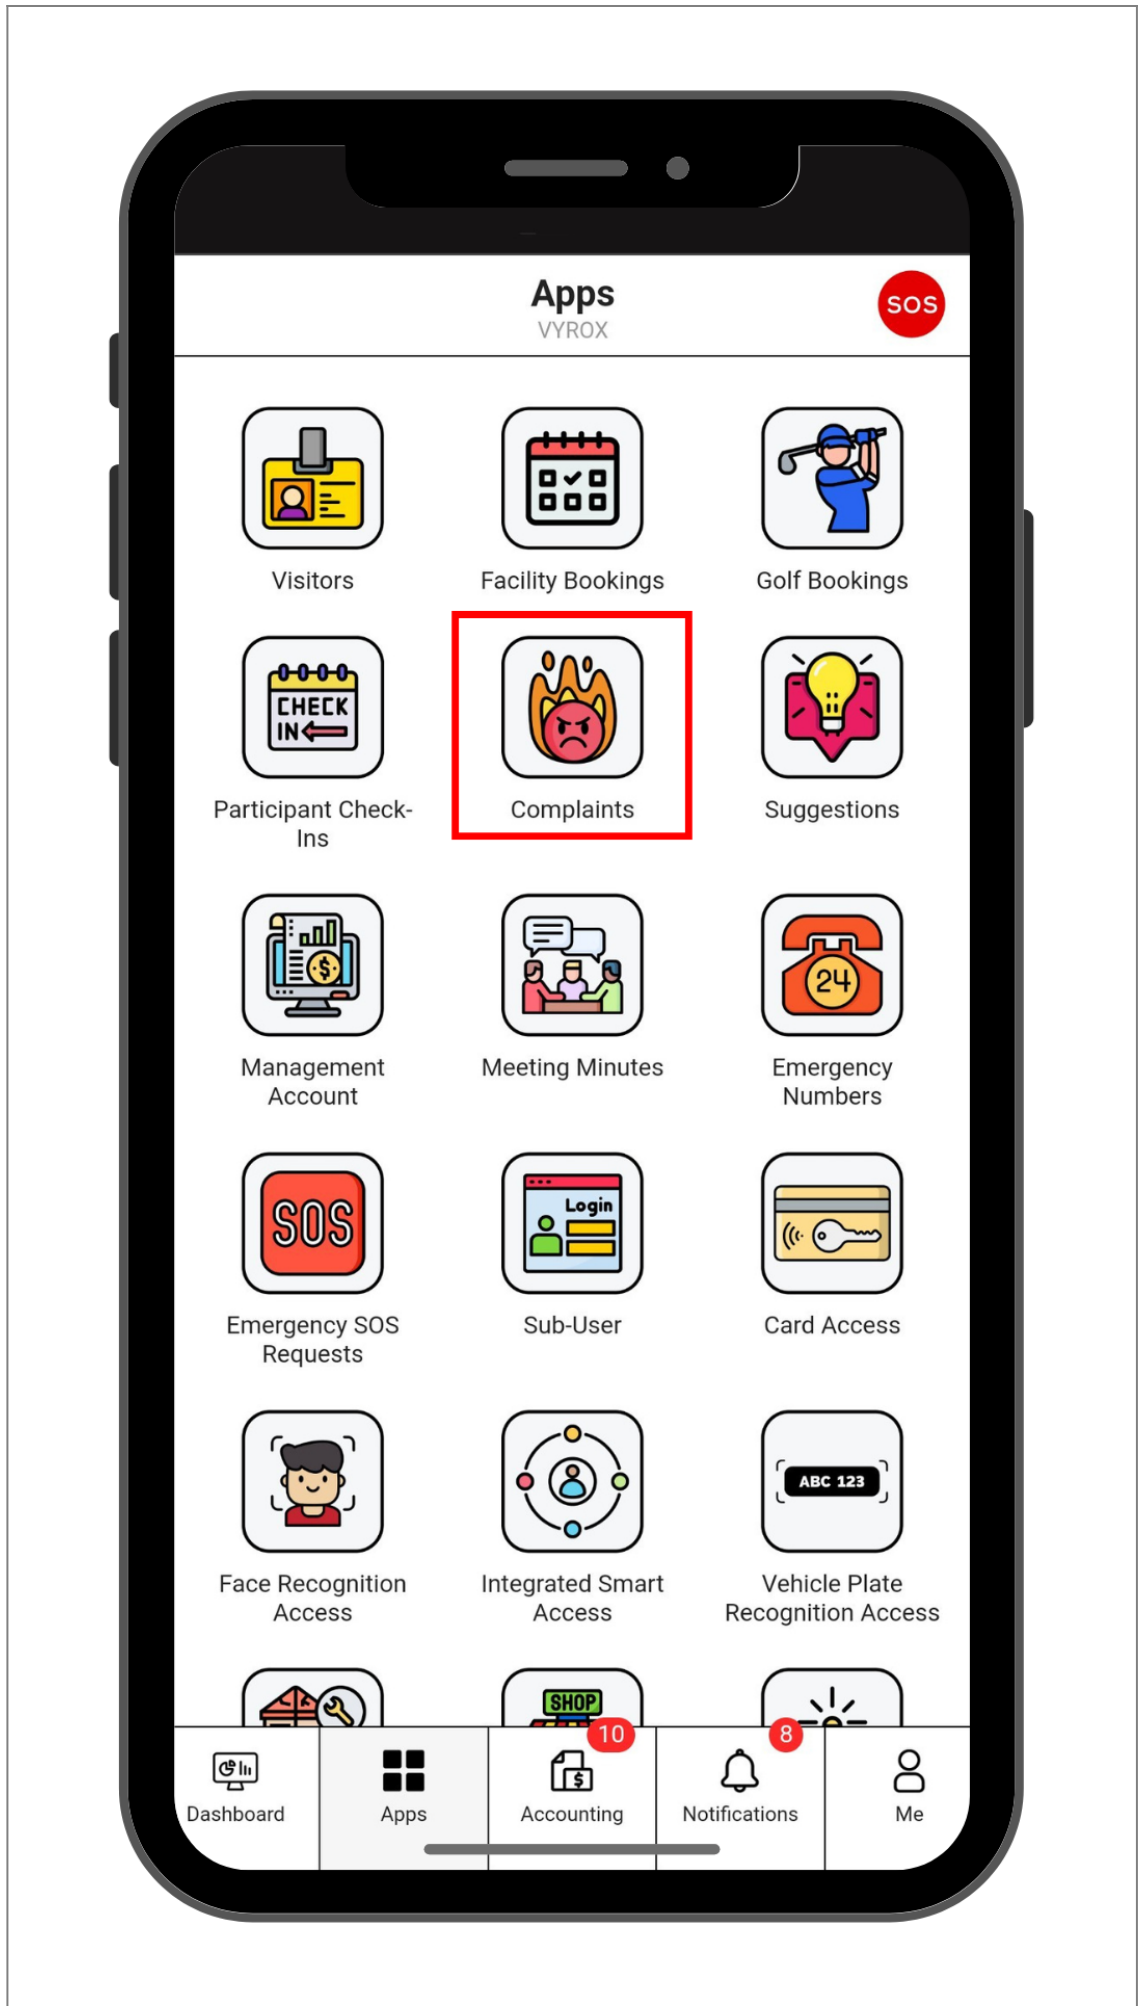 Apps
VYROX
SOS
Visitors
Facility Bookings
Golf Bookings
CHECK
IN
Participant Check-
Ins
Complaints
Suggestions
24
Management
Account
Meeting Minutes
Emergency
Numbers
SOS
Login
Emergency SOS
Requests
Sub-User
Card Access
ABC 123
Face Recognition
Access
Integrated Smart
Access
Vehicle Plate
Recognition Access
SHOP
10
8
Dashboard
Apps
Accounting
Notifications
Me